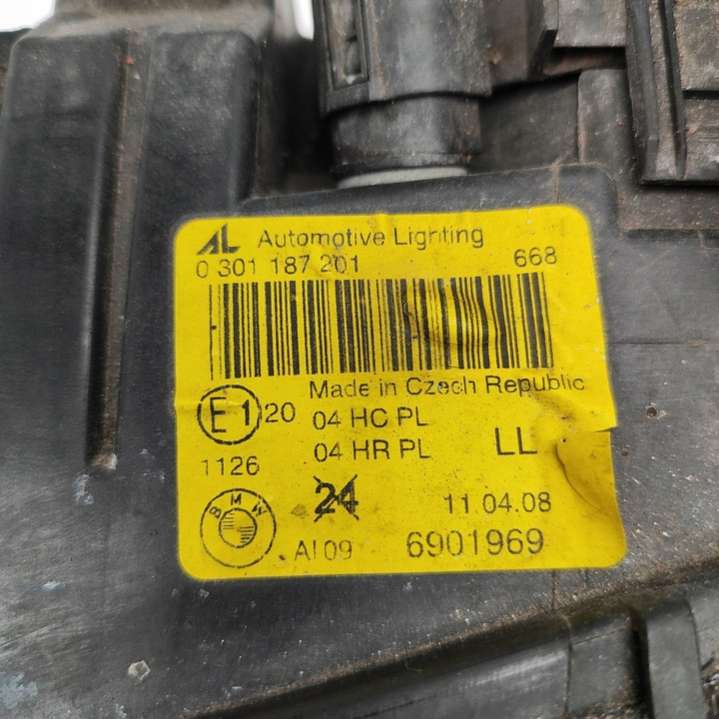 AL Automotive Lighting
0 301 187 201 668
Made in Czech Republic
E1 20 04 HC PL
1126 04 HR PL LL
24 11.04.08
BMW AI 09 6901969